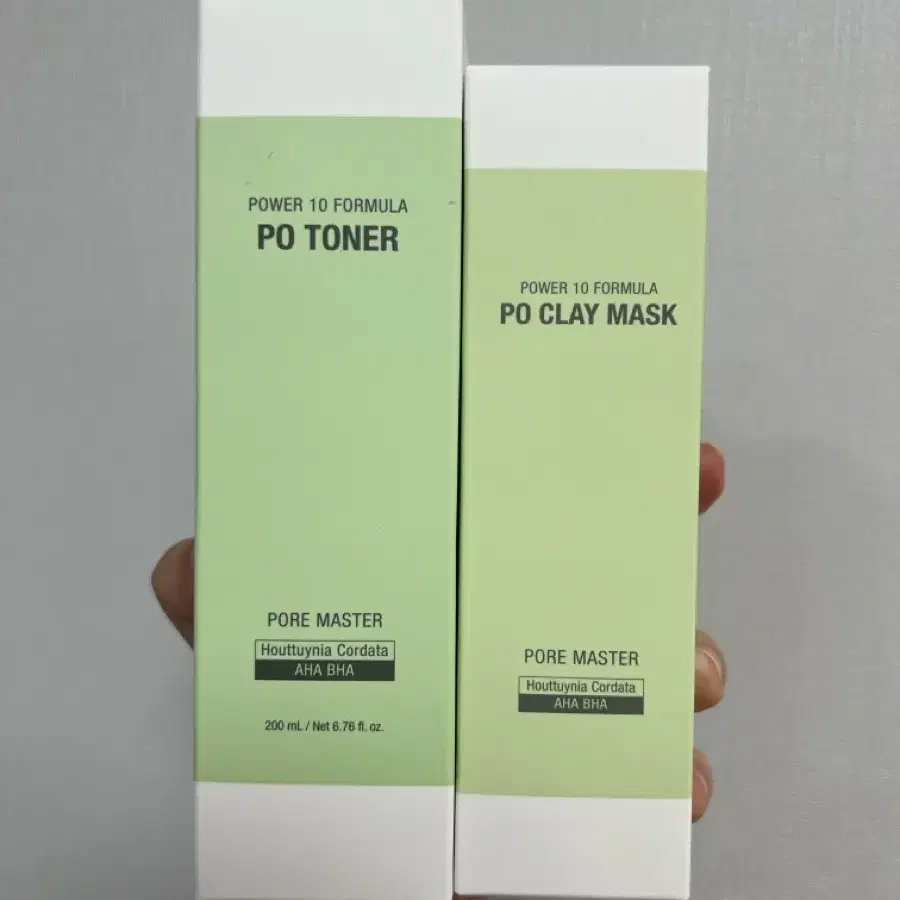 POWER 10 FORMULA
PO TONER
PORE MASTER
Houttuynia Cordata
AHA BHA
200 mL / Net 6.76 fl. oz.
POWER 10 FORMULA
PO CLAY MASK
PORE MASTER
Houttuynia Cordata
AHA BHA